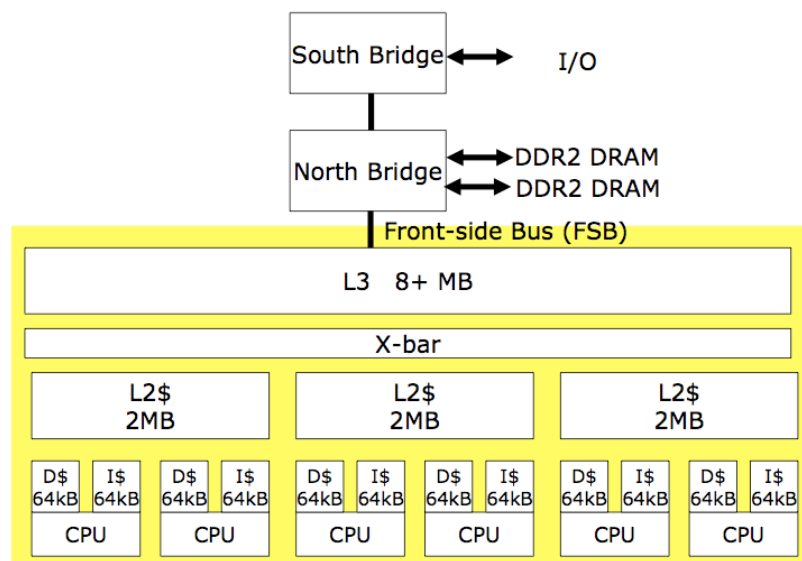 South Bridge
I/O
North Bridge
DDR2 DRAM
DDR2 DRAM
Front-side Bus (FSB)
L3 8+ MB
X-bar
L2$
2MB
L2$
2MB
L2$
2MB
D$
64kB
I$
64kB
D$
64kB
I$
64kB
D$
64kB
I$
64kB
D$
64kB
I$
64kB
D$
64kB
I$
64kB
D$
64kB
I$
64kB
CPU
CPU
CPU
CPU
CPU
CPU